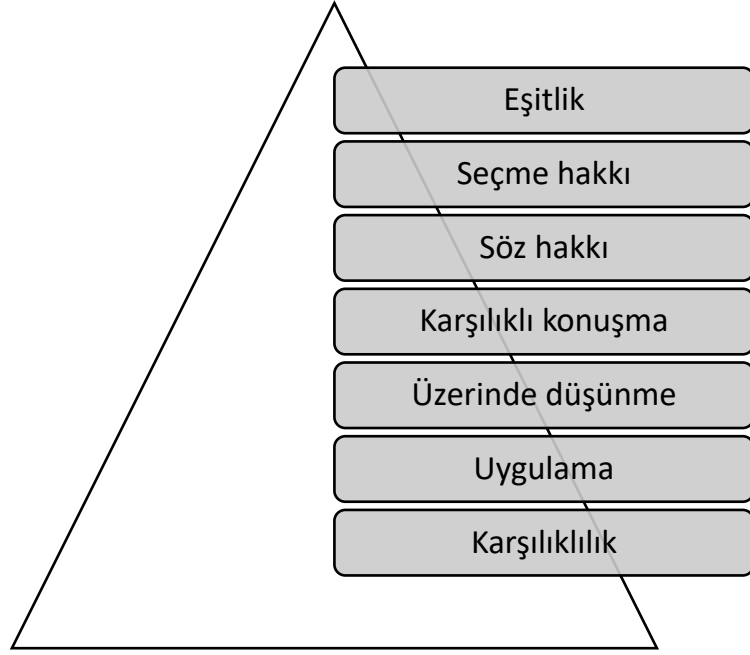 Eşitlik
Seçme hakkı
Söz hakkı
Karşılıklı konuşma
Üzerinde düşünme
Uygulama
Karşılıklılık